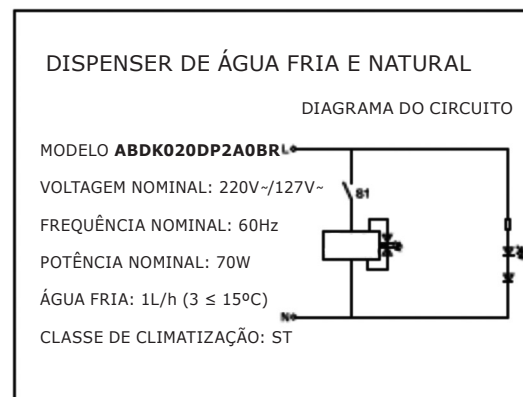 DISPENSER DE ÁGUA FRIA E NATURAL
DIAGRAMA DO CIRCUITO
MODELO ABDK020DP2A0BR
L
VOLTAGEM NOMINAL: 220V~/127V~
S1
FREQUÊNCIA NOMINAL: 60Hz
POTÊNCIA NOMINAL: 70W
ÁGUA FRIA: 1L/h (3 ≤ 15ºC)
N
CLASSE DE CLIMATIZAÇÃO: ST